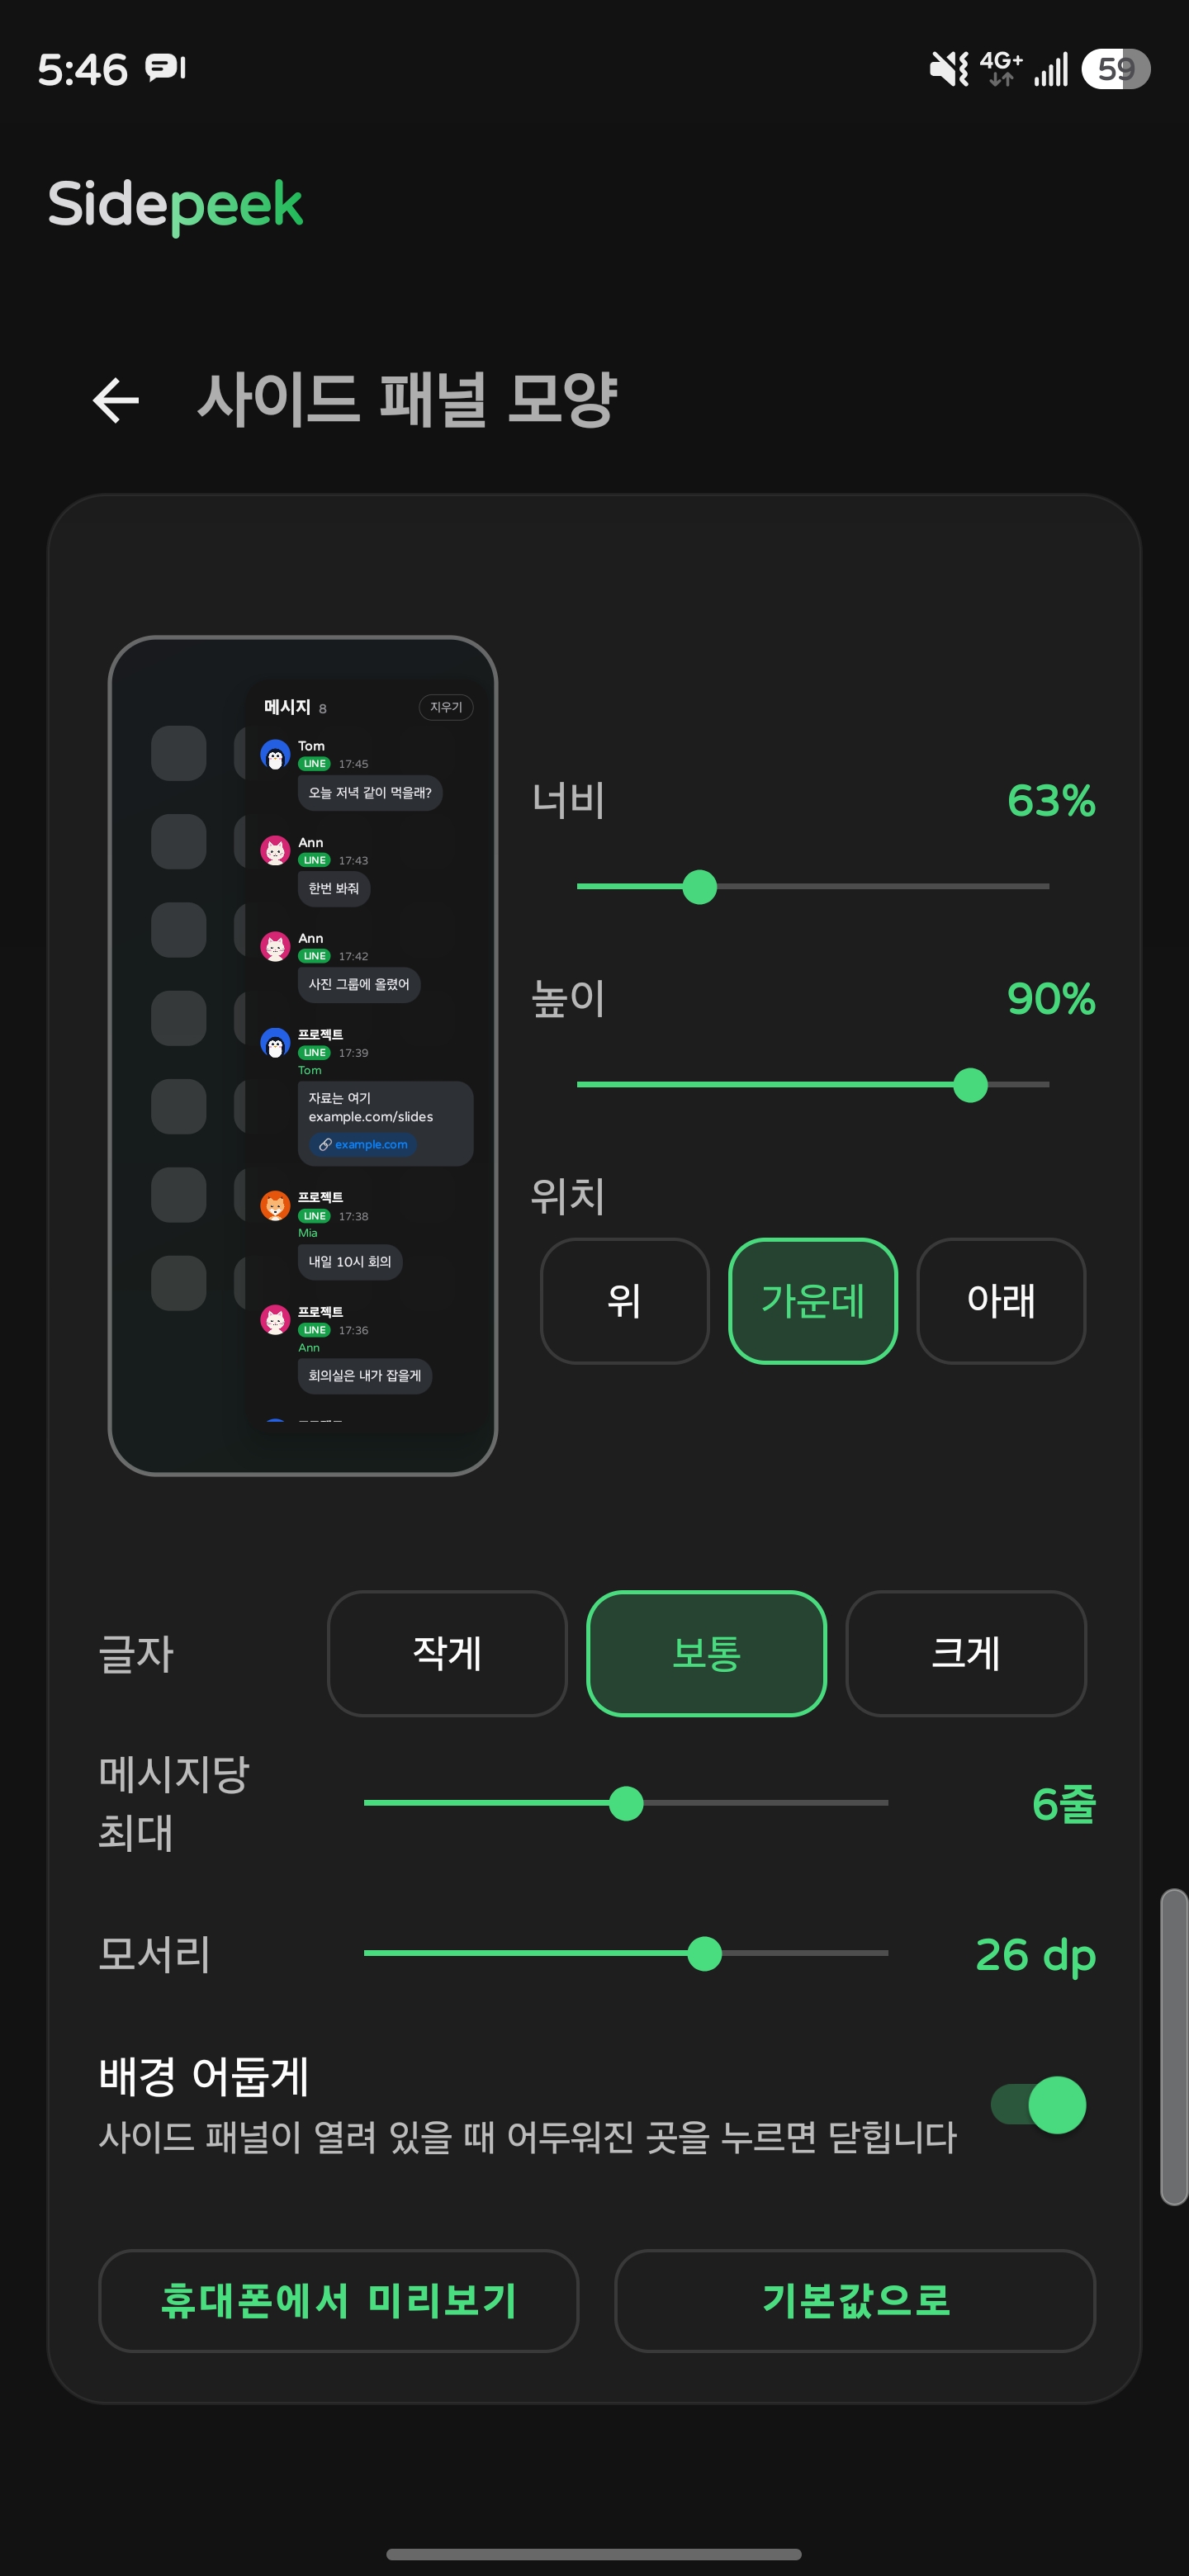 5:46
4G+
59
Sidepeek
사이드 패널 모양
메시지 8
지우기
Tom
LINE 17:45
오늘 저녁 같이 먹을래?
Ann
LINE 17:43
한번 봐줘
Ann
LINE 17:42
사진 그룹에 올렸어
프로젝트
LINE 17:39
Tom
자료는 여기
example.com/slides
example.com
프로젝트
LINE 17:38
Mia
내일 10시 회의
프로젝트
LINE 17:36
Ann
회의실은 내가 잡을게
너비 63%
높이 90%
위치
위 가운데 아래
글자 작게 보통 크게
메시지당
최대
6줄
모서리 26 dp
배경 어둡게
사이드 패널이 열려 있을 때 어두워진 곳을 누르면 닫힙니다
휴대폰에서 미리보기 기본값으로